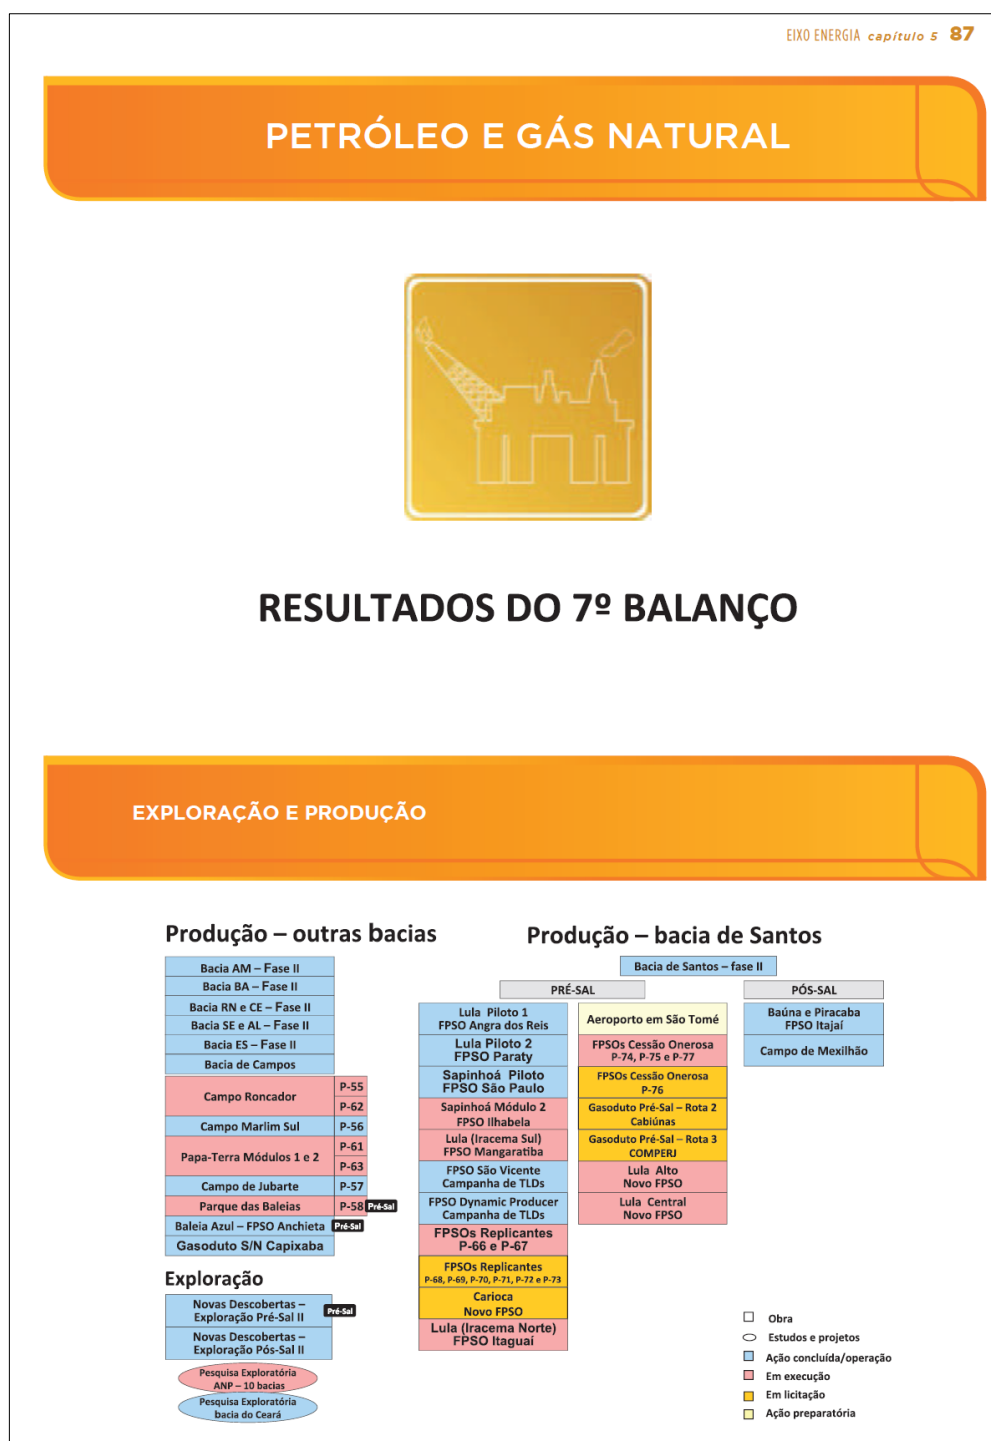 EIXO ENERGIA capítulo 5 87
PETRÓLEO E GÁS NATURAL
RESULTADOS DO 7º BALANÇO
EXPLORAÇÃO E PRODUÇÃO
Produção – outras bacias
Bacia AM – Fase II
Bacia BA – Fase II
Bacia RN e CE – Fase II
Bacia SE e AL – Fase II
Bacia ES – Fase II
Bacia de Campos
Campo Roncador
P-55
P-62
Campo Marlim Sul P-56
Papa-Terra Módulos 1 e 2
P-61
P-63
Campo de Jubarte P-57
Parque das Baleias P-58 Pré-Sal
Baleia Azul – FPSO Anchieta Pré-Sal
Gasoduto S/N Capixaba
Exploração
Novas Descobertas –
Exploração Pré-Sal II
Pré-Sal
Novas Descobertas –
Exploração Pós-Sal II
Pesquisa Exploratória
ANP – 10 bacias
Pesquisa Exploratória
bacia do Ceará
Produção – bacia de Santos
Bacia de Santos – fase II
PRÉ-SAL
Lula Piloto 1
FPSO Angra dos Reis
Lula Piloto 2
FPSO Paraty
Sapinhoá Piloto
FPSO São Paulo
Sapinhoá Módulo 2
FPSO Ilhabela
Lula (Iracema Sul)
FPSO Mangaratiba
FPSO São Vicente
Campanha de TLDs
FPSO Dynamic Producer
Campanha de TLDs
FPSOs Replicantes
P-66 e P-67
FPSOs Replicantes
P-68, P-69, P-70, P-71, P-72 e P-73
Carioca
Novo FPSO
Lula (Iracema Norte)
FPSO Itaguaí
Aeroporto em São Tomé
FPSOs Cessão Onerosa
P-74, P-75 e P-77
FPSOs Cessão Onerosa
P-76
Gasoduto Pré-Sal – Rota 2
Cabiúnas
Gasoduto Pré-Sal – Rota 3
COMPERJ
Lula Alto
Novo FPSO
Lula Central
Novo FPSO
PÓS-SAL
Baúna e Piracaba
FPSO Itajaí
Campo de Mexilhão
Obra
Estudos e projetos
Ação concluída/operação
Em execução
Em licitação
Ação preparatória